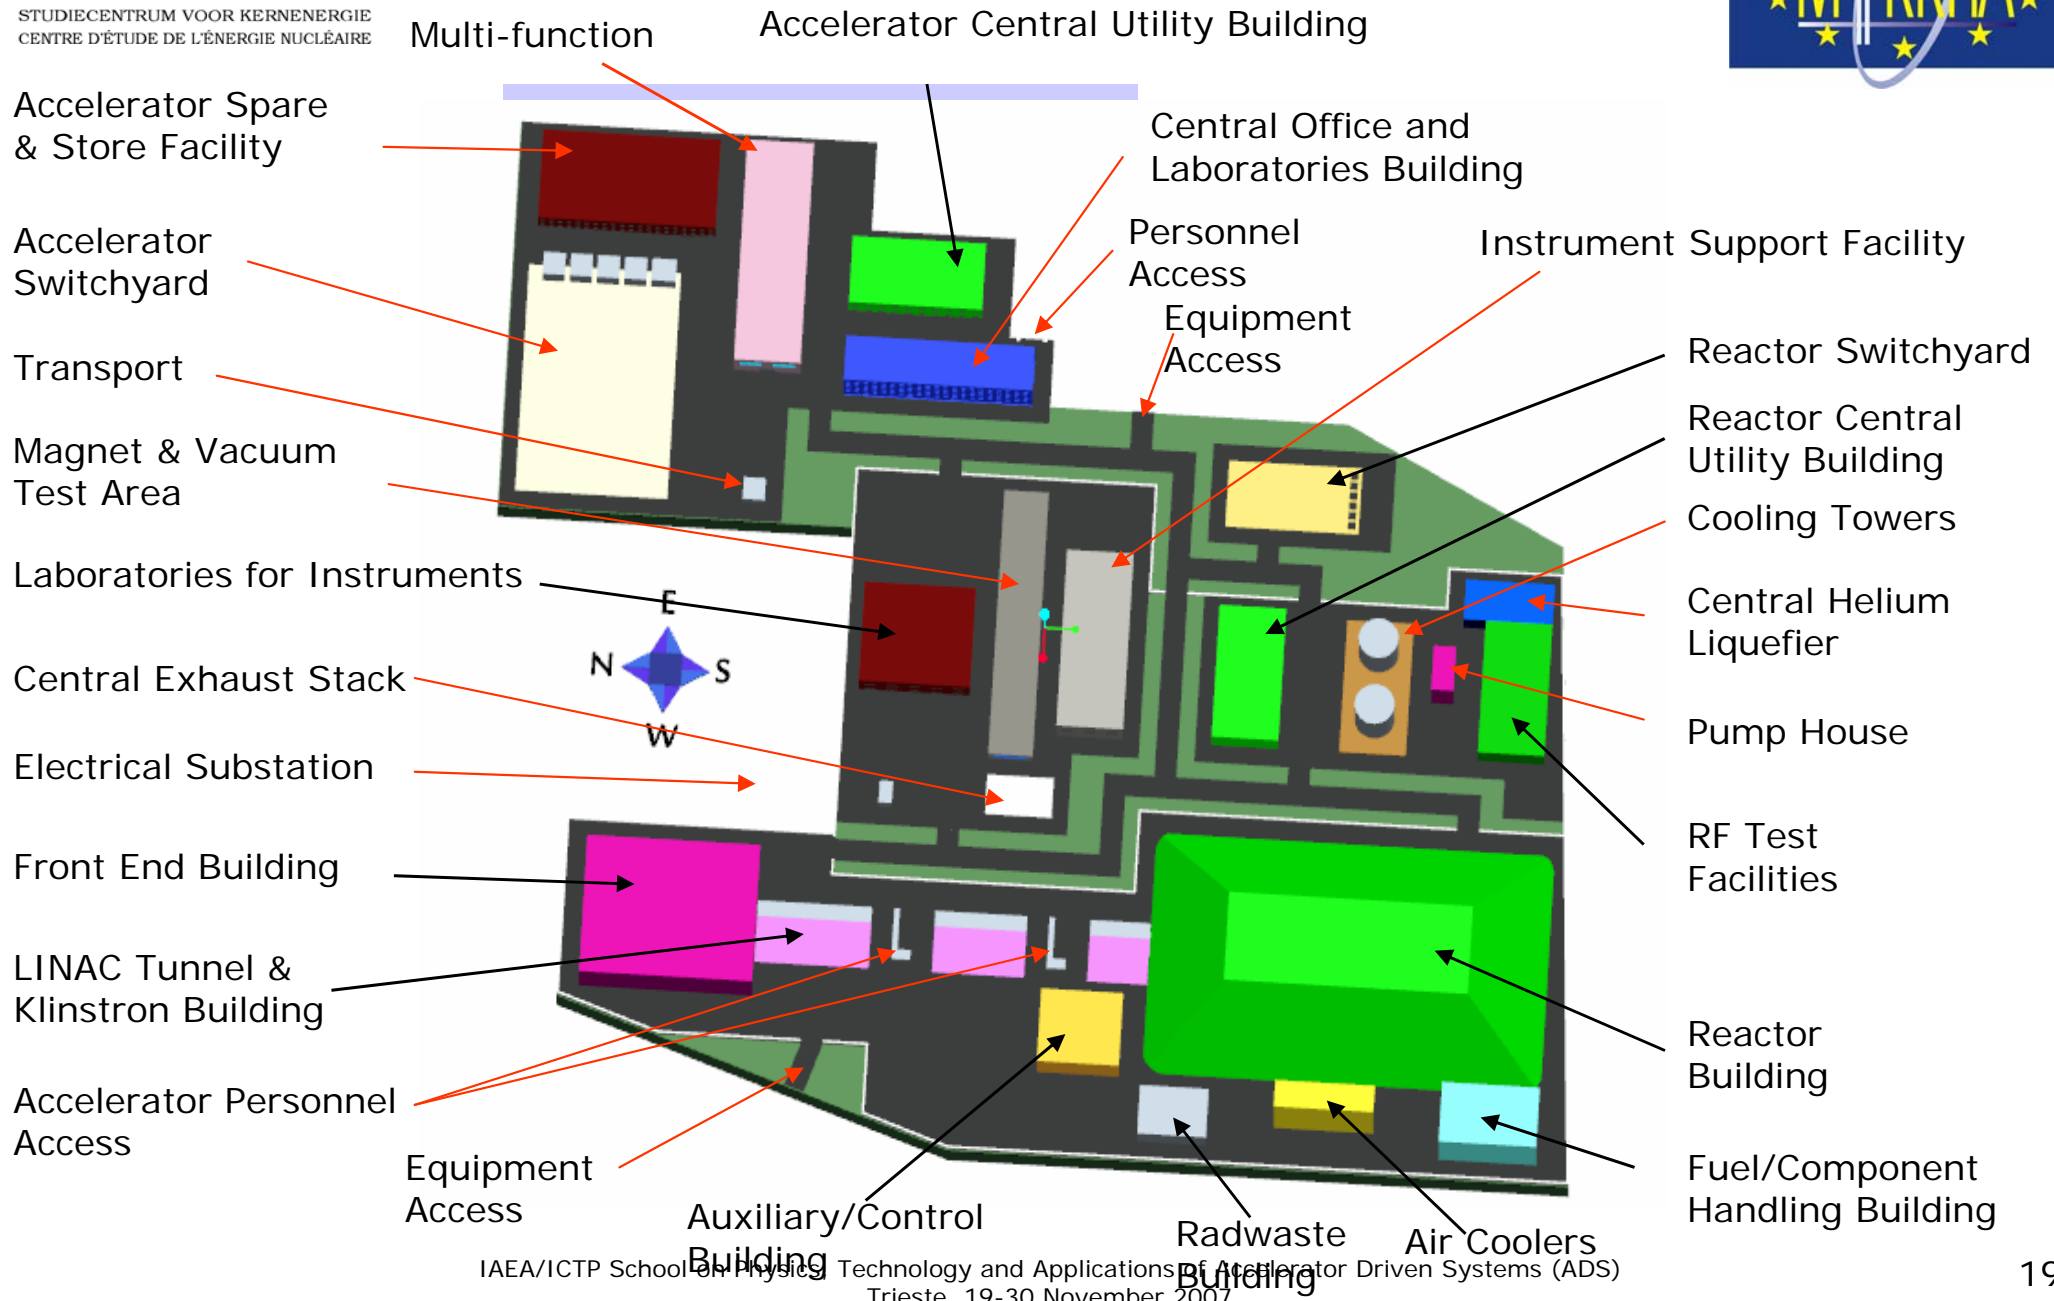 STUDIECENTRUM VOOR KERNENERGIE
CENTRE D'ÉTUDE DE L'ÉNERGIE NUCLÉAIRE
Multi-function
Accelerator Central Utility Building
Accelerator Spare
& Store Facility
Central Office and
Laboratories Building
Accelerator
Switchyard
Personnel
Access
Instrument Support Facility
Equipment
Access
Transport
Reactor Switchyard
Magnet & Vacuum
Test Area
Reactor Central
Utility Building
Cooling Towers
Laboratories for Instruments
Central Helium
Liquefier
E
N
S
W
Central Exhaust Stack
Pump House
Electrical Substation
RF Test
Facilities
Front End Building
LINAC Tunnel &
Klinstron Building
Reactor
Building
Accelerator Personnel
Access
Equipment
Access
Fuel/Component
Handling Building
Auxiliary/Control
Building
Radwaste
Building
Air Coolers
IAEA/ICTP School on Physics, Technology and Applications of Accelerator Driven Systems (ADS)
Trieste, 19-30 November 2007
19